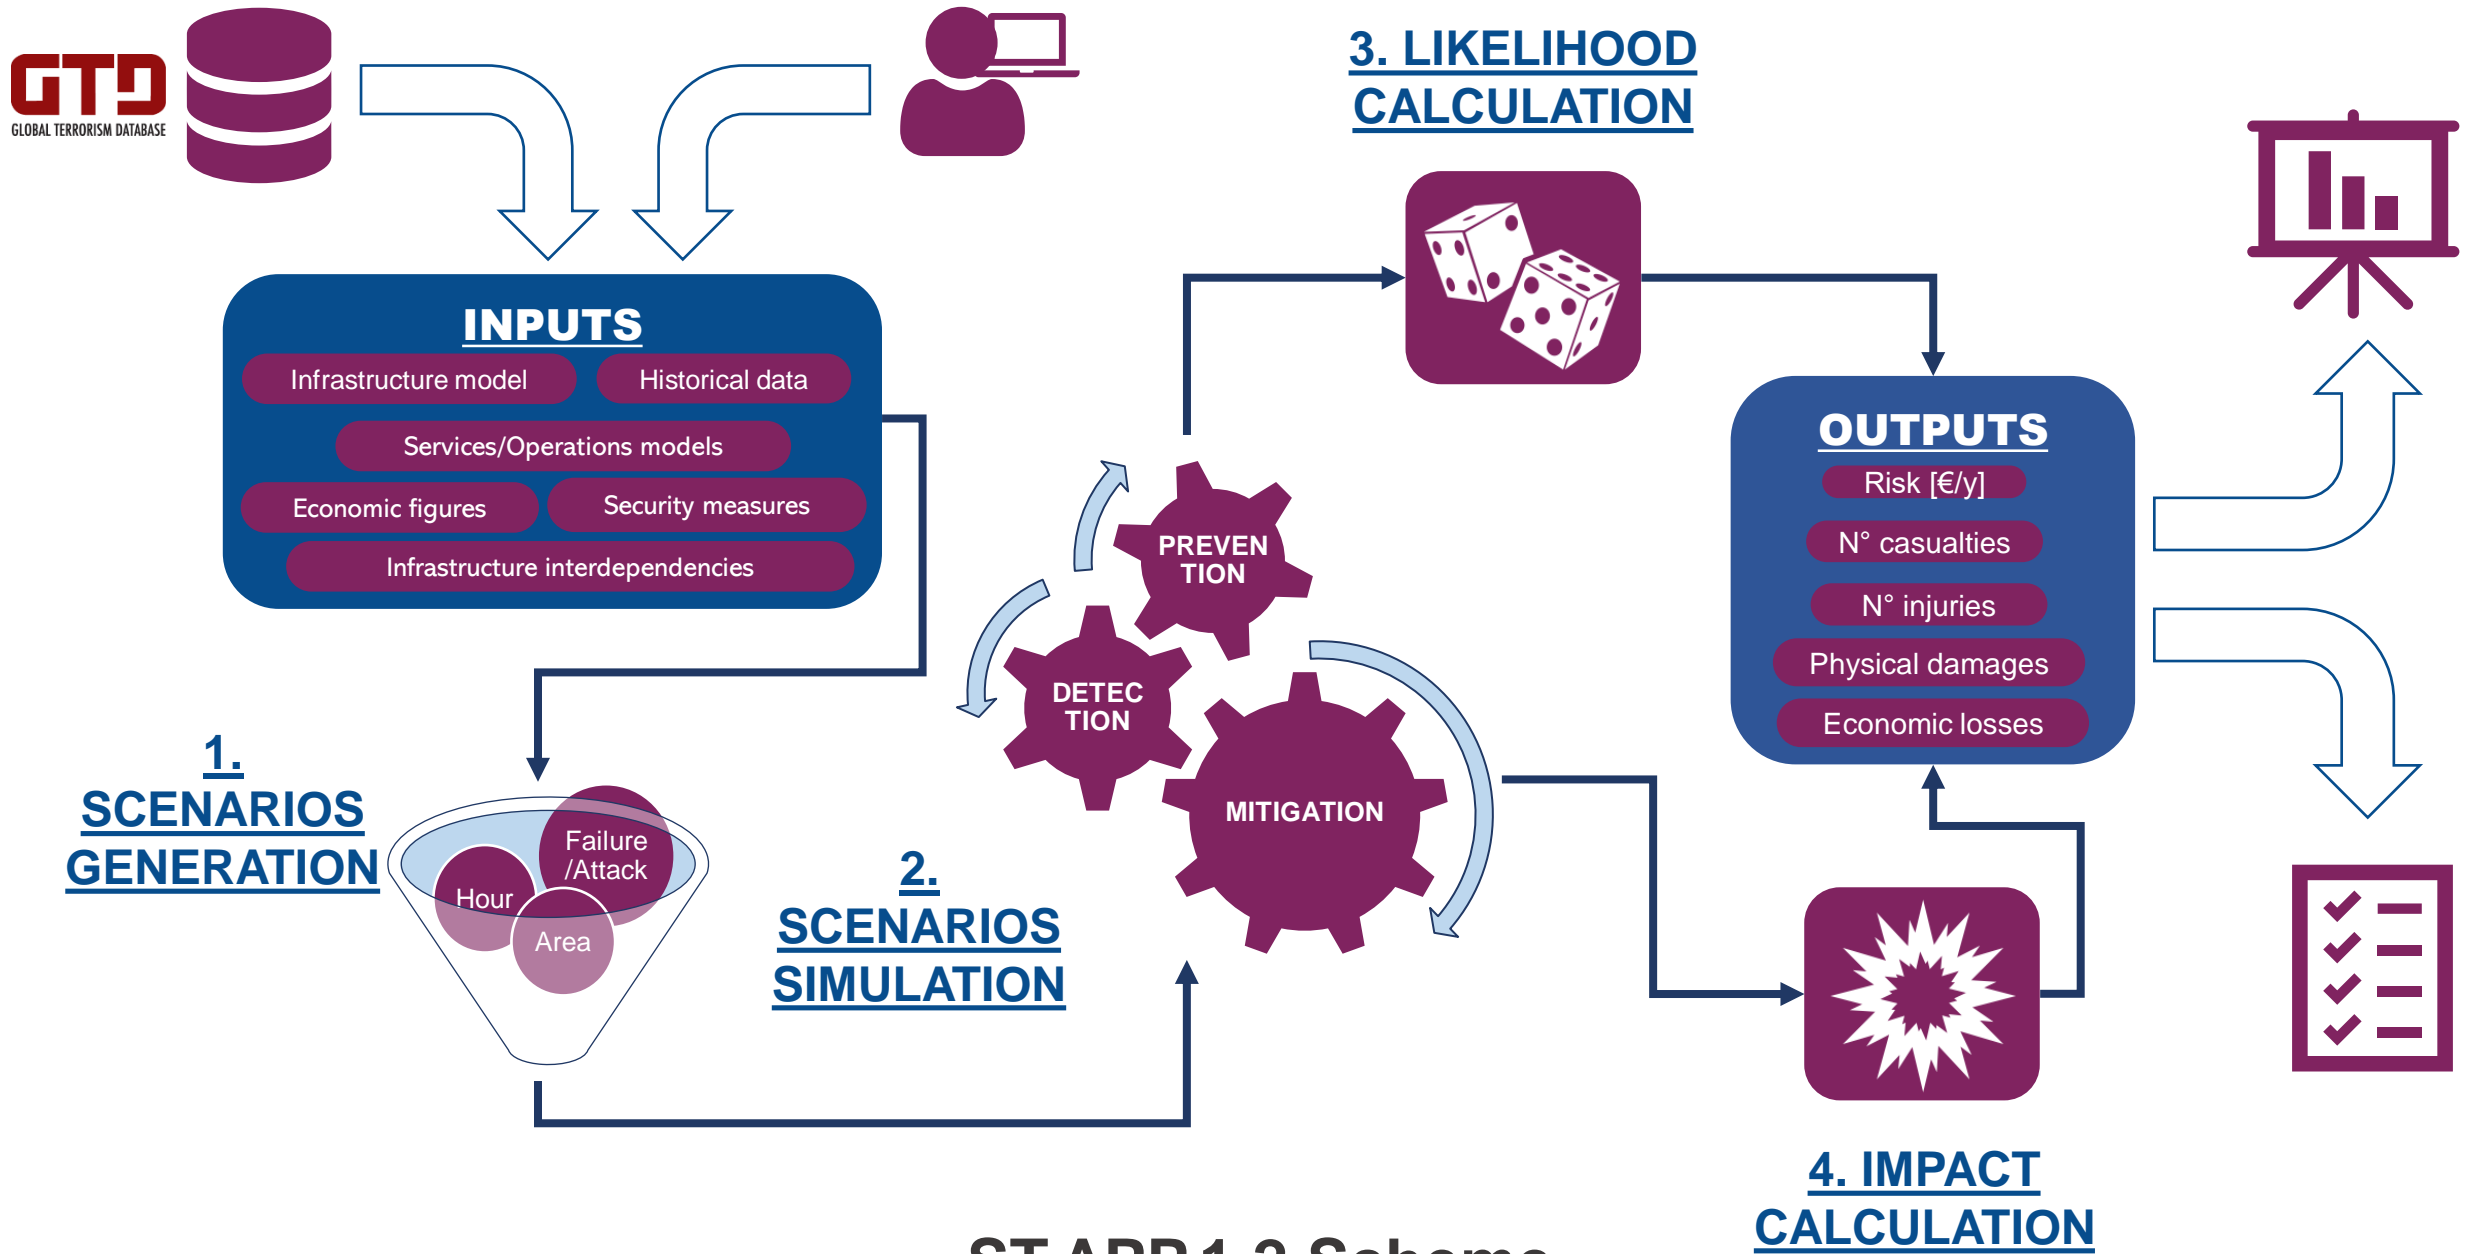 GTD
GLOBAL TERRORISM DATABASE
INPUTS
Infrastructure model
Historical data
Services/Operations models
Economic figures
Security measures
Infrastructure interdependencies
1.
SCENARIOS
GENERATION
Failure
/Attack
Hour
Area
2.
SCENARIOS
SIMULATION
PREVEN
TION
DETEC
TION
MITIGATION
3. LIKELIHOOD
CALCULATION
OUTPUTS
Risk [€/y]
N° casualties
N° injuries
Physical damages
Economic losses
4. IMPACT
CALCULATION